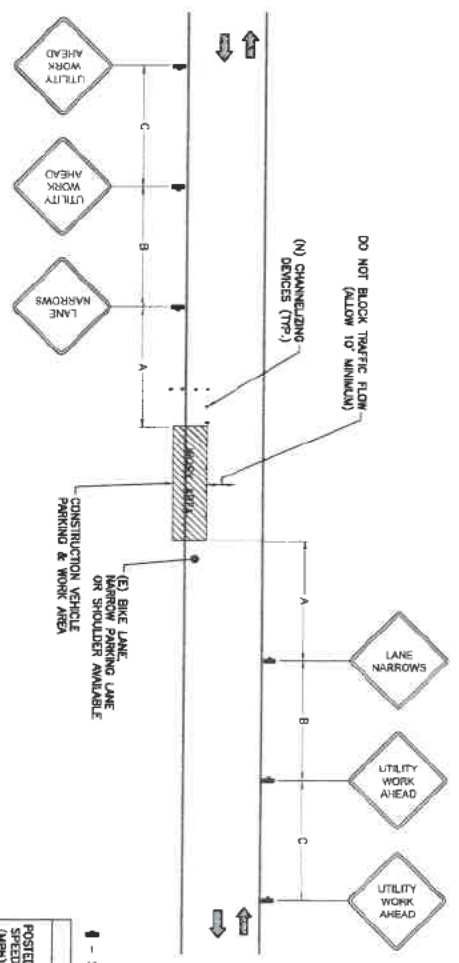 UTILITY
WORK
AHEAD
UTILITY
WORK
AHEAD
LANE
NARROWS
C
B
A
DO NOT BLOCK TRAFFIC FLOW
(ALLOW 10' MINIMUM)
(N) CHANNELIZING
DEVICES (TYP.)
WORK AREA
CONSTRUCTION VEHICLE
PARKING & WORK AREA
(E) BIKE LANE,
NARROW PARKING LANE
OR SHOULDER AVAILABLE
A
B
C
LANE
NARROWS
UTILITY
WORK
AHEAD
UTILITY
WORK
AHEAD
POSTED
SPEED
(MPH)